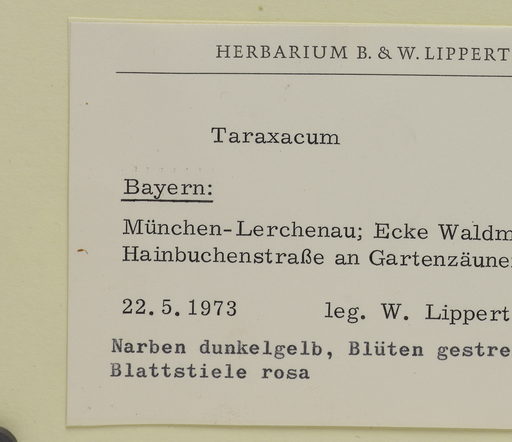 HERBARIUM B. & W. LIPPERT
Taraxacum
Bayern:
München-Lerchenau; Ecke
Hainbuchenstraße an
22.5.1973 leg. W. Lippert
Narben dunkelgelb, Blüten
Blattstiele rosa